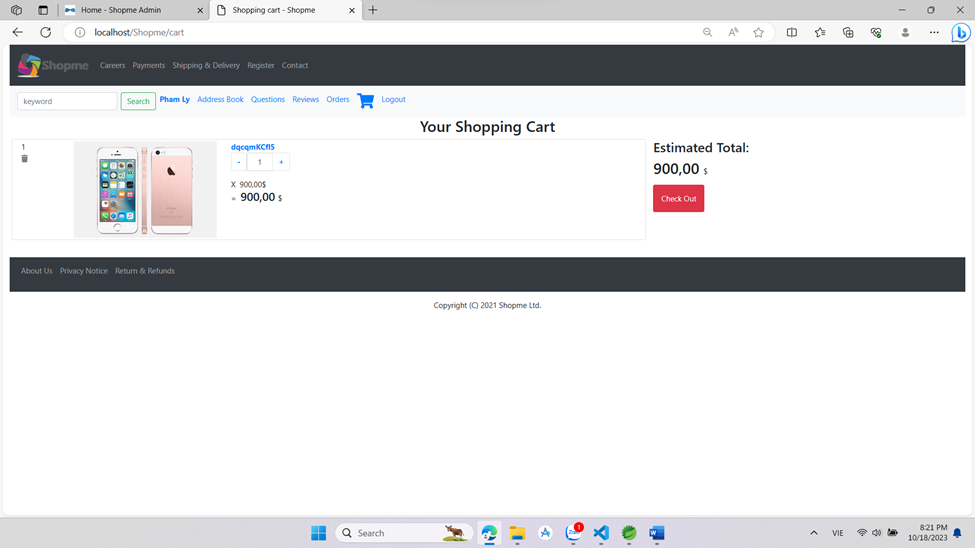 Home - Shopme Admin
Shopping cart - Shopme
localhost/Shopme/cart
Shopme Careers Payments Shipping & Delivery Register Contact
keyword Search Pham Ly Address Book Questions Reviews Orders Logout
Your Shopping Cart
1
dqcqmKCfI5
- 1 +
X 900,00$
= 900,00 $
Estimated Total:
900,00 $
Check Out
About Us Privacy Notice Return & Refunds
Copyright (C) 2021 Shopme Ltd.
Search
1
VIE
8:21 PM
10/18/2023